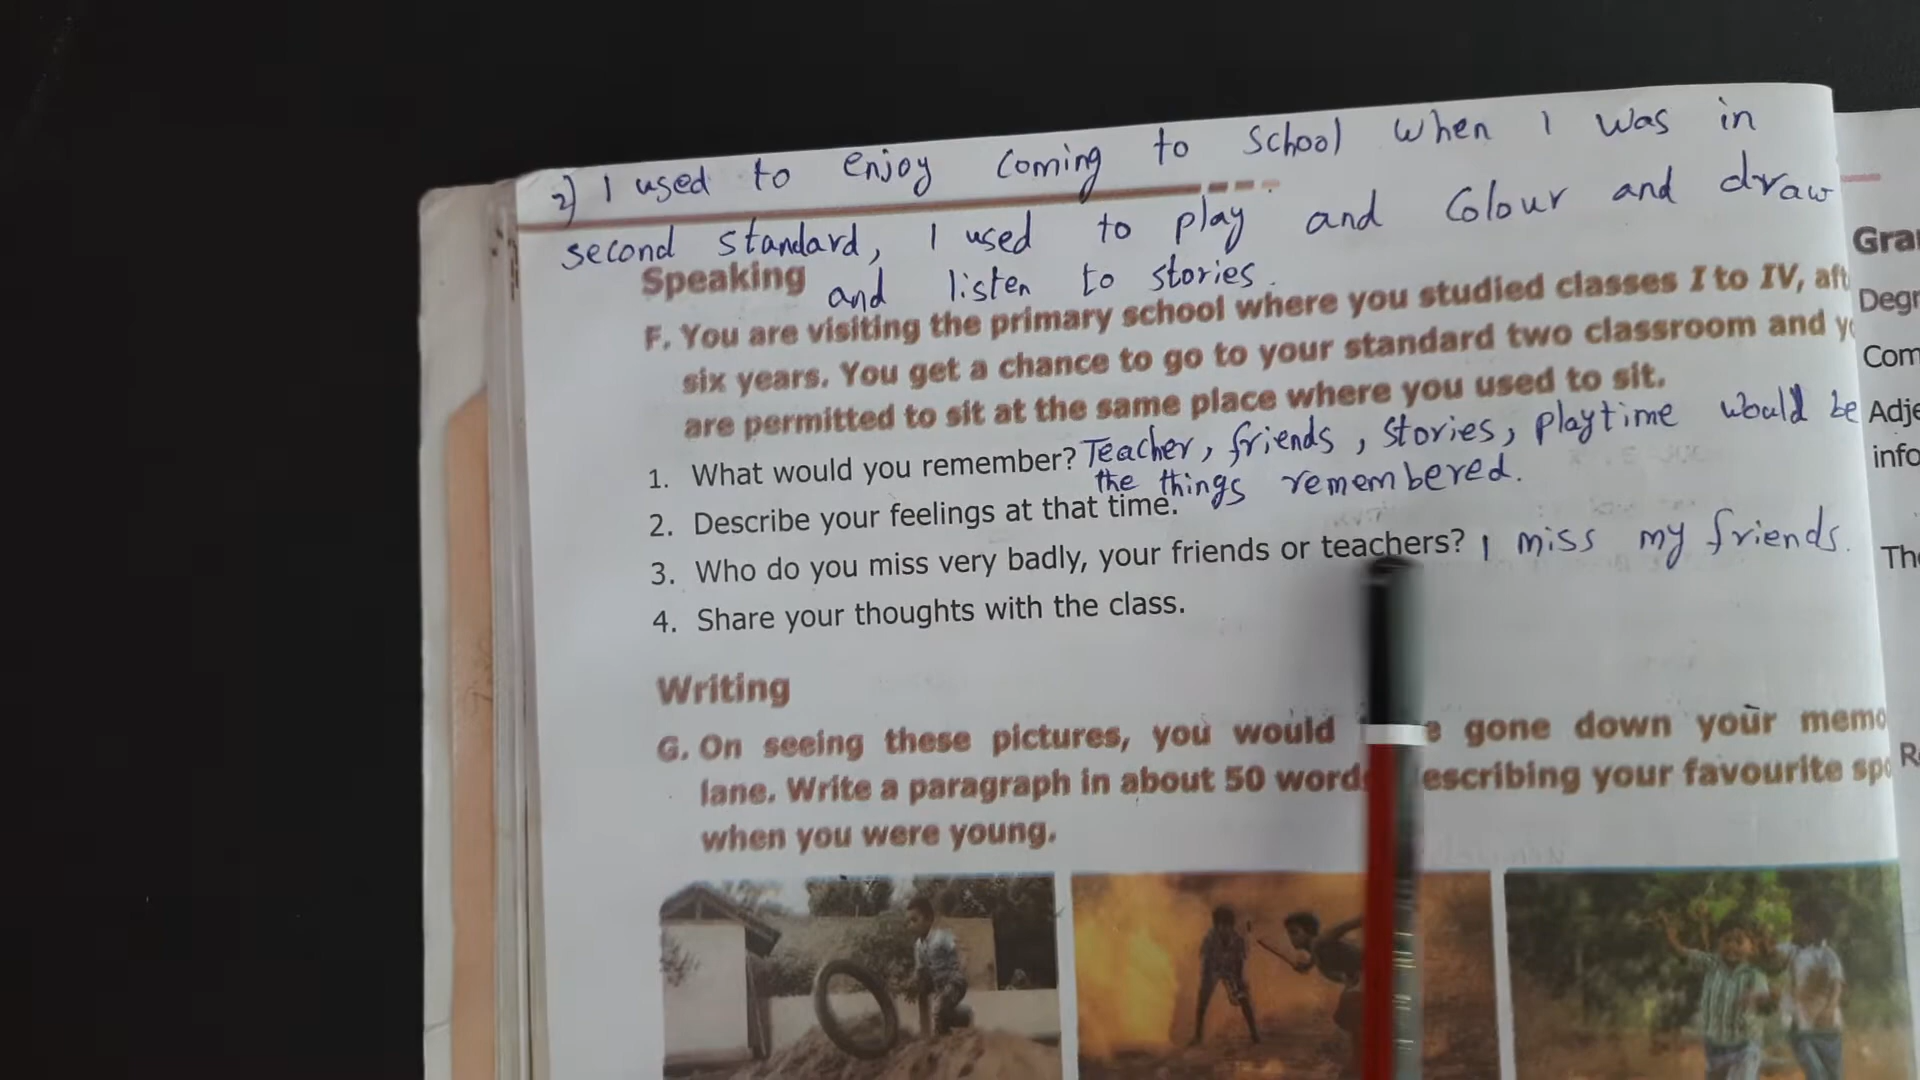 2) I used to enjoy coming to school when I was in
second standard, I used to play and colour and draw
and listen to stories.
Speaking
F. You are visiting the primary school where you studied classes I to IV, aft
six years. You get a chance to go to your standard two classroom and yo
are permitted to sit at the same place where you used to sit.
1. What would you remember? Teacher, friends, stories, playtime would be
the things remembered.
2. Describe your feelings at that time.
3. Who do you miss very badly, your friends or teachers? I miss my friends.
4. Share your thoughts with the class.
Writing
G. On seeing these pictures, you would gone down your memo
lane. Write a paragraph in about 50 word escribing your favourite spo
when you were young.
Gra
Degr
Com
Adje
info
The
R